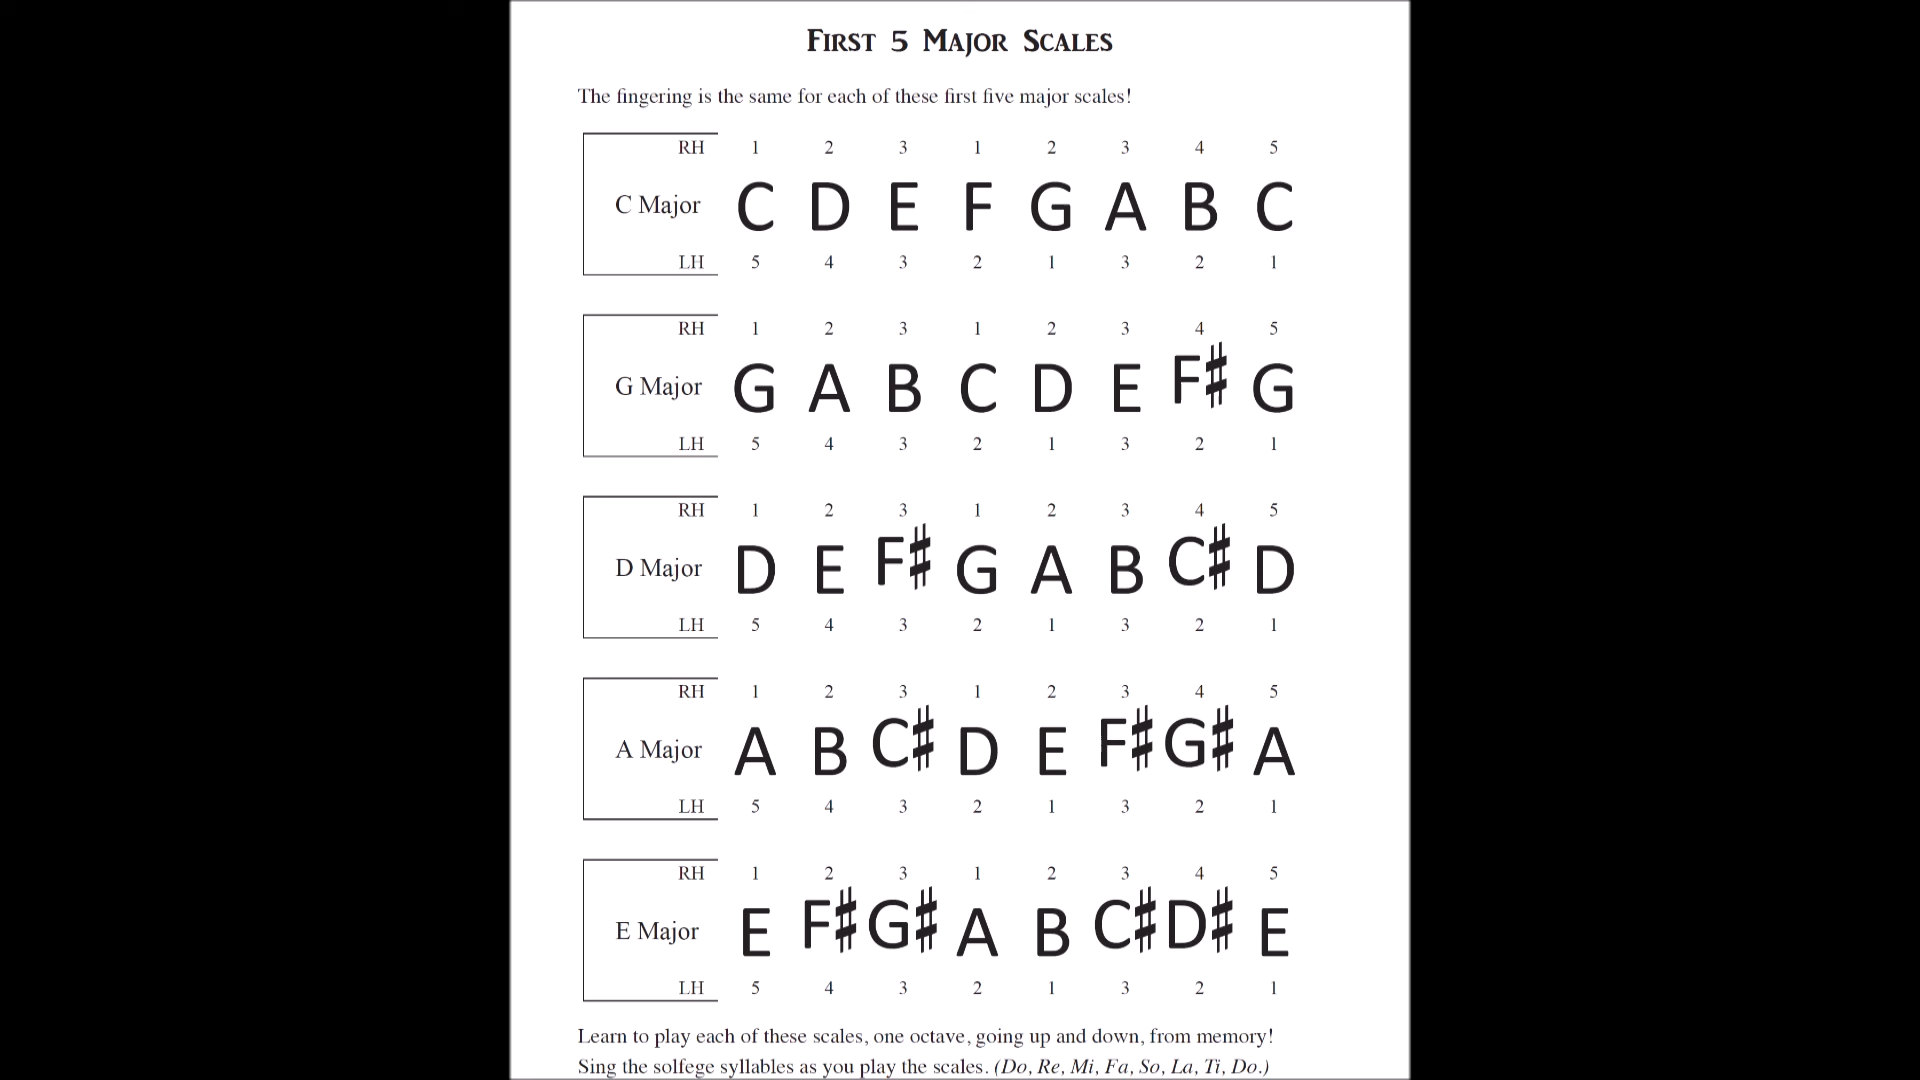 First 5 Major Scales
The fingering is the same for each of these first five major scales!
RH 1 2 3 1 2 3 4 5
C Major C D E F G A B C
LH 5 4 3 2 1 3 2 1
RH 1 2 3 1 2 3 4 5
G Major G A B C D E F♯ G
LH 5 4 3 2 1 3 2 1
RH 1 2 3 1 2 3 4 5
D Major D E F♯ G A B C♯ D
LH 5 4 3 2 1 3 2 1
RH 1 2 3 1 2 3 4 5
A Major A B C♯ D E F♯ G♯ A
LH 5 4 3 2 1 3 2 1
RH 1 2 3 1 2 3 4 5
E Major E F♯ G♯ A B C♯ D♯ E
LH 5 4 3 2 1 3 2 1
Learn to play each of these scales, one octave, going up and down, from memory!
Sing the solfege syllables as you play the scales. (Do, Re, Mi, Fa, So, La, Ti, Do.)